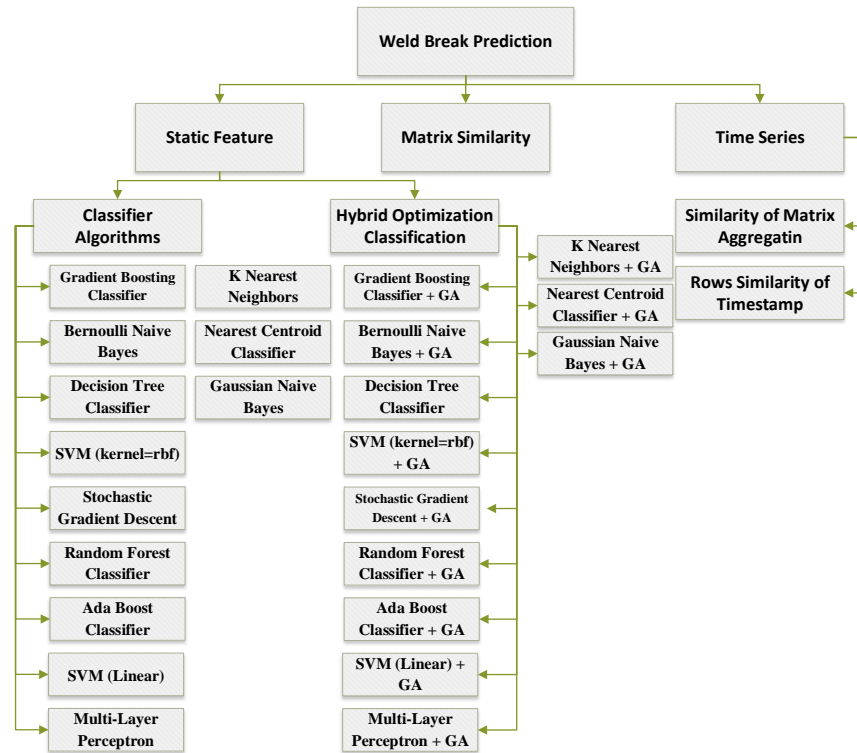 Weld Break Prediction
Static Feature
Matrix Similarity
Time Series
Classifier
Algorithms
Gradient Boosting
Classifier
Bernoulli Naive
Bayes
Decision Tree
Classifier
SVM (kernel=rbf)
Stochastic
Gradient Descent
Random Forest
Classifier
Ada Boost
Classifier
SVM (Linear)
Multi-Layer
Perceptron
K Nearest
Neighbors
Nearest Centroid
Classifier
Gaussian Naive
Bayes
Hybrid Optimization
Classification
Gradient Boosting
Classifier + GA
Bernoulli Naive
Bayes + GA
Decision Tree
Classifier
SVM (kernel=rbf)
+ GA
Stochastic Gradient
Descent + GA
Random Forest
Classifier + GA
Ada Boost
Classifier + GA
SVM (Linear) +
GA
Multi-Layer
Perceptron + GA
K Nearest
Neighbors + GA
Nearest Centroid
Classifier + GA
Gaussian Naive
Bayes + GA
Similarity of Matrix
Aggregatin
Rows Similarity of
Timestamp